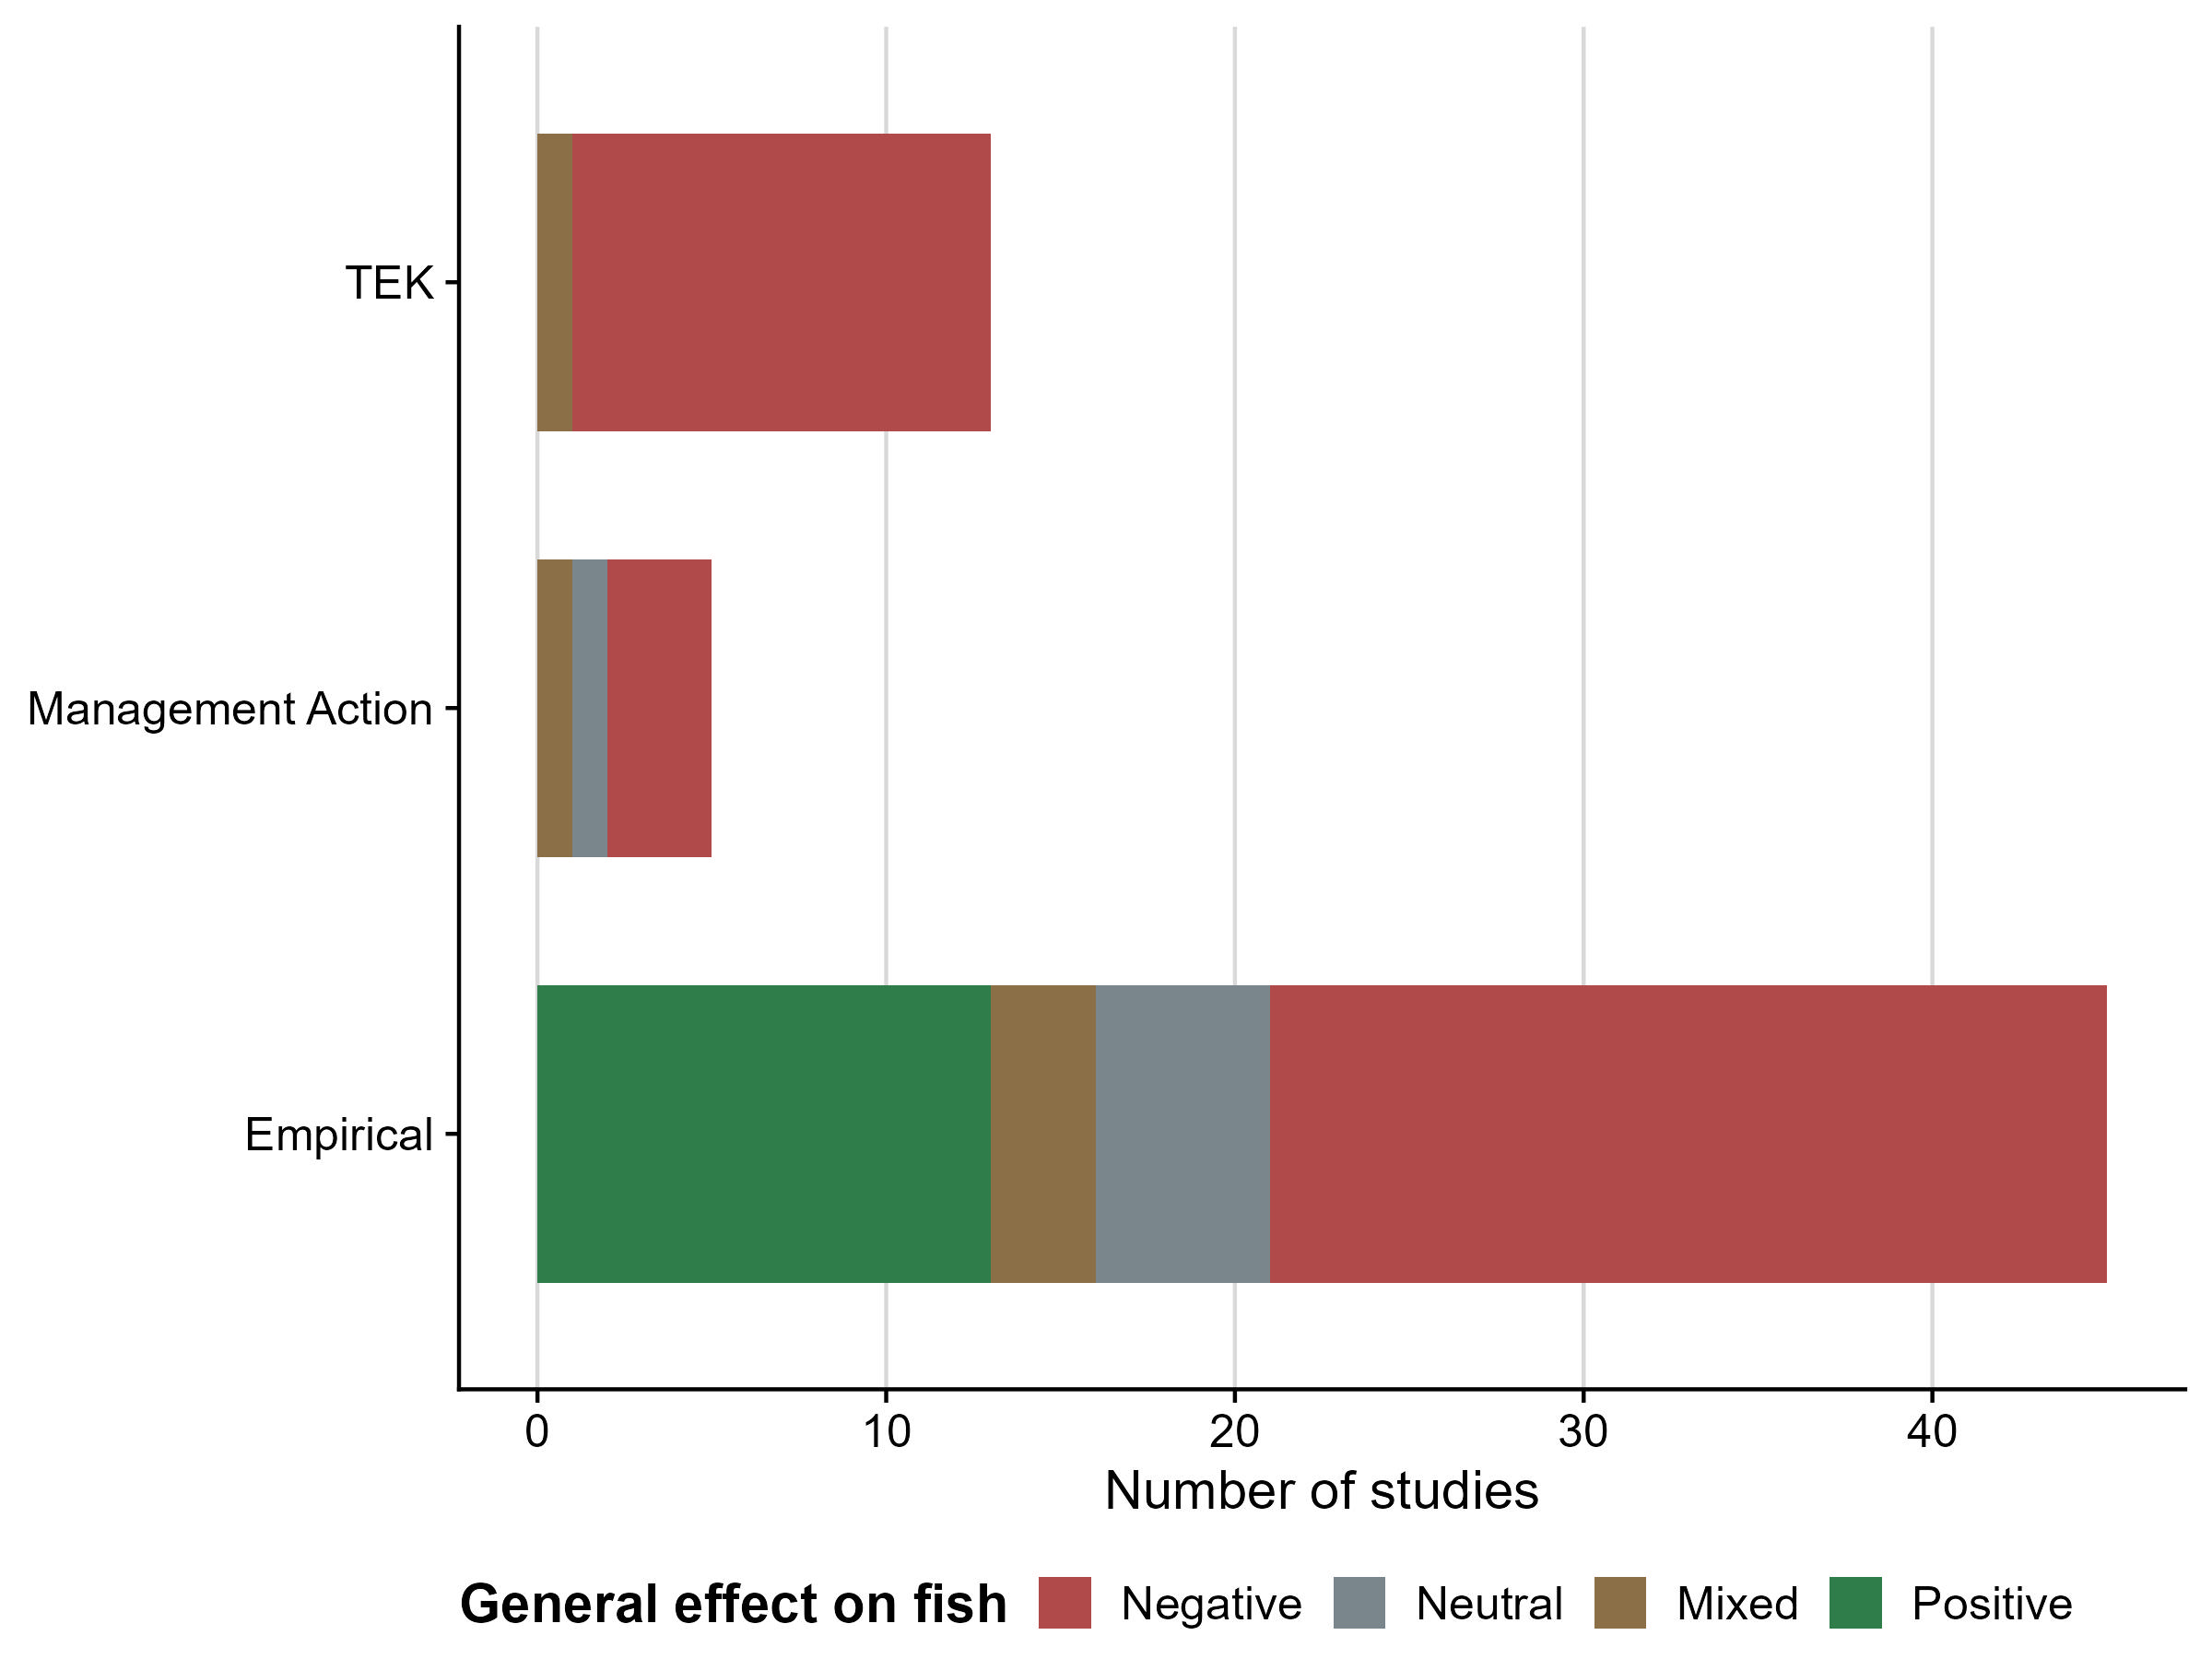 TEK
Management Action
Empirical
0 10 20 30 40
Number of studies
General effect on fish Negative Neutral Mixed Positive